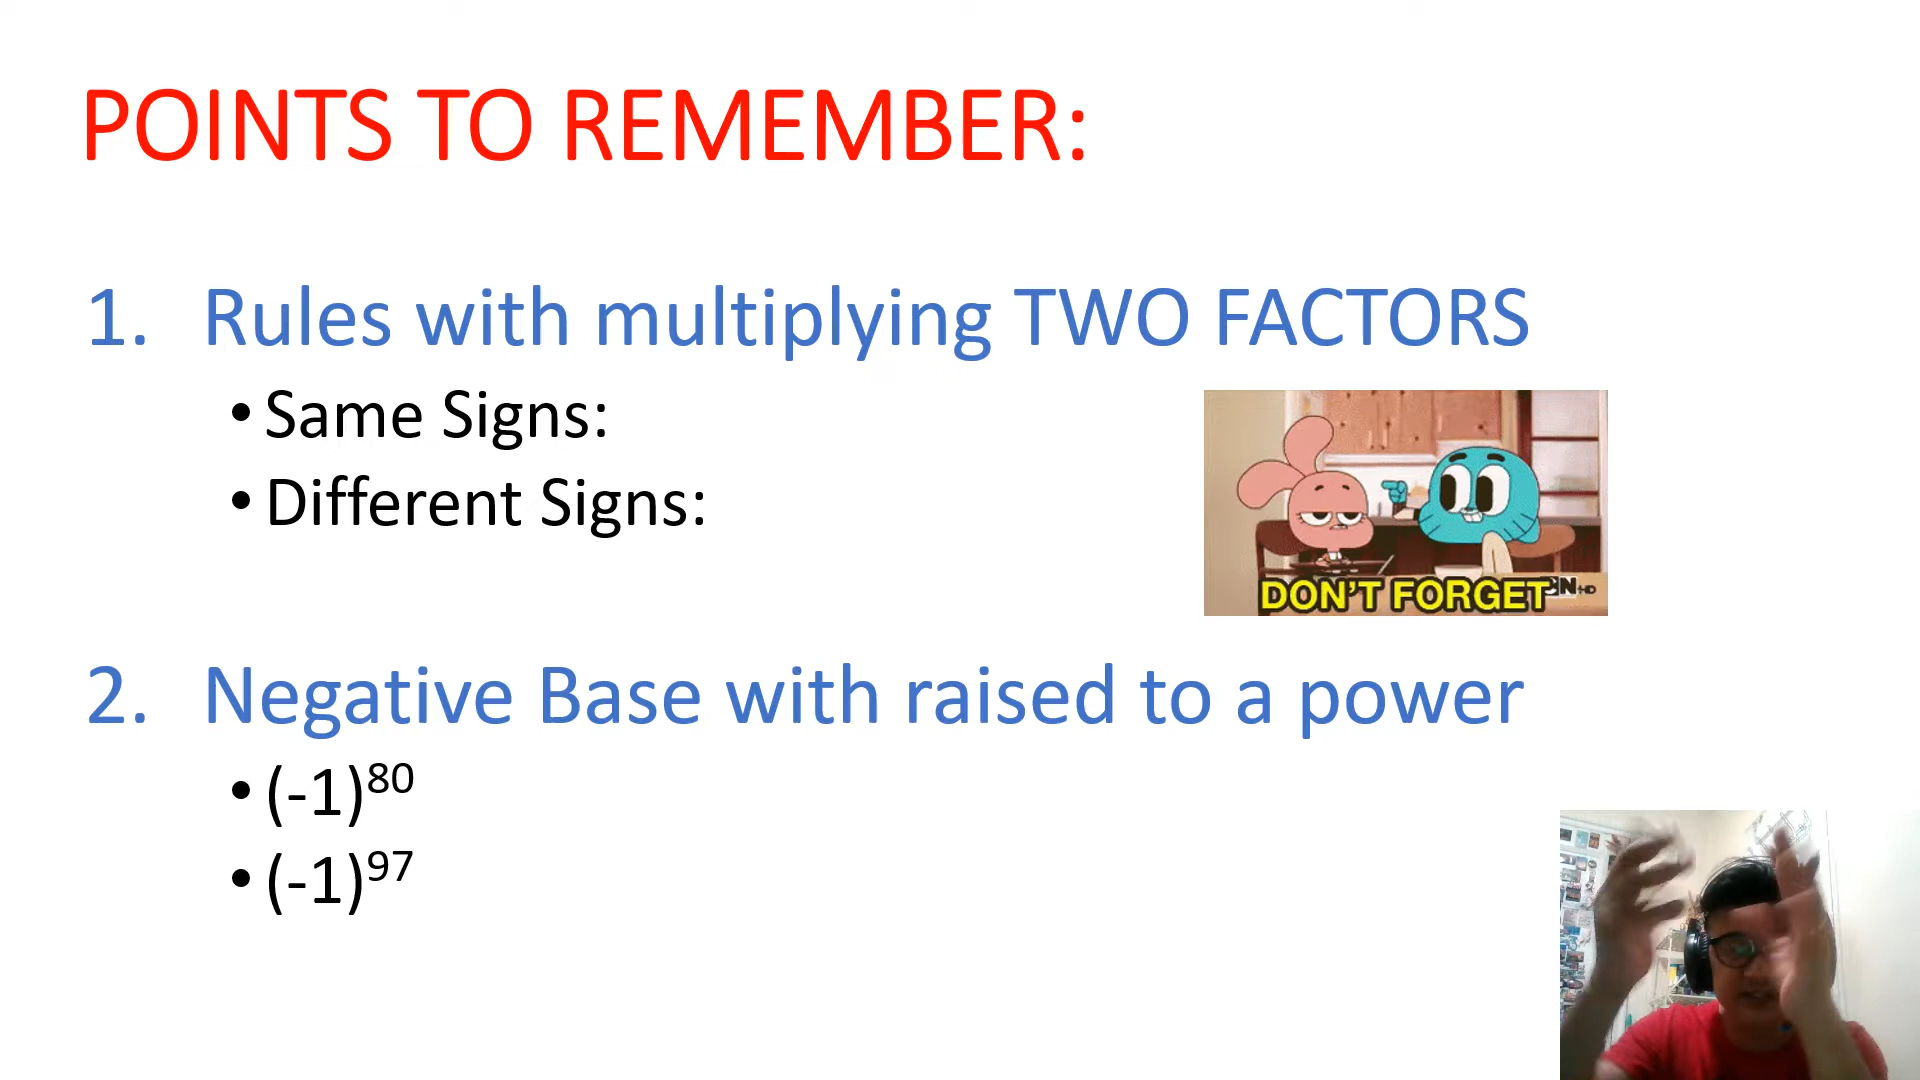 POINTS TO REMEMBER:
1. Rules with multiplying TWO FACTORS
• Same Signs:
• Different Signs:
DON'T FORGET
2. Negative Base with raised to a power
• (-1)⁸⁰
• (-1)⁹⁷